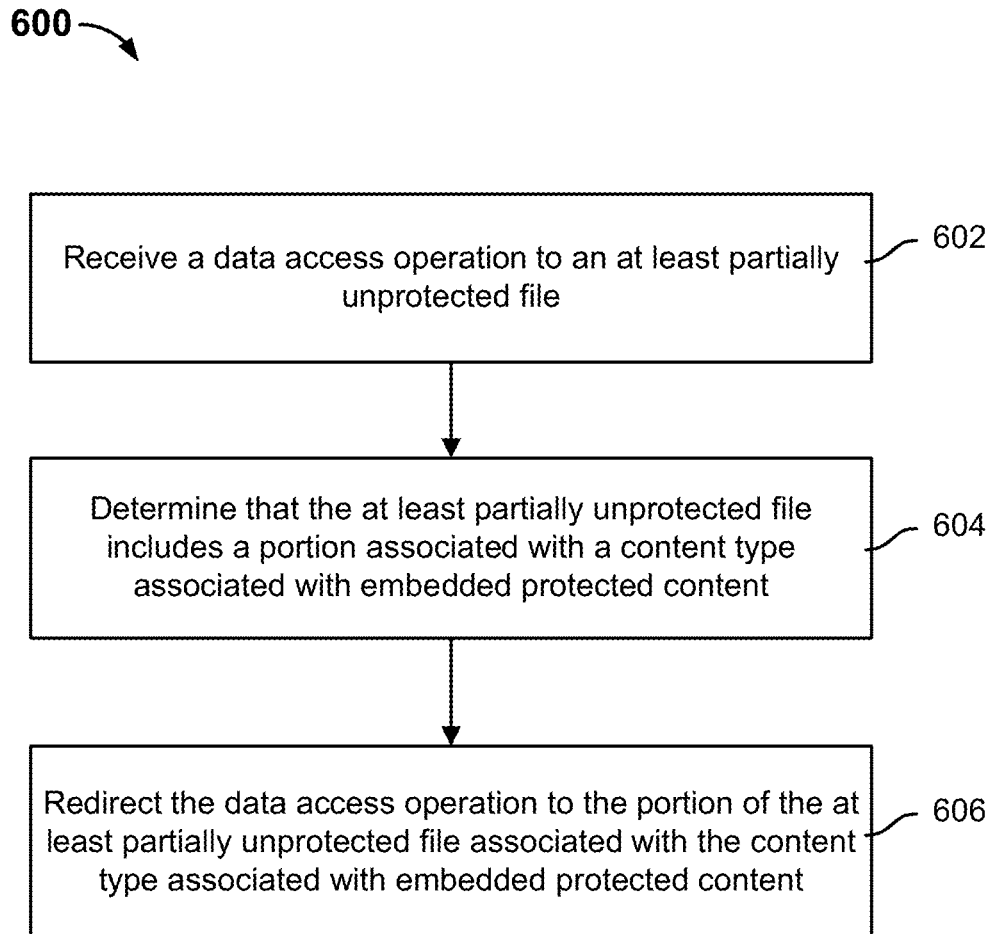 600
Receive a data access operation to an at least partially
unprotected file
602
Determine that the at least partially unprotected file
includes a portion associated with a content type
associated with embedded protected content
604
Redirect the data access operation to the portion of the at
least partially unprotected file associated with the content
type associated with embedded protected content
606